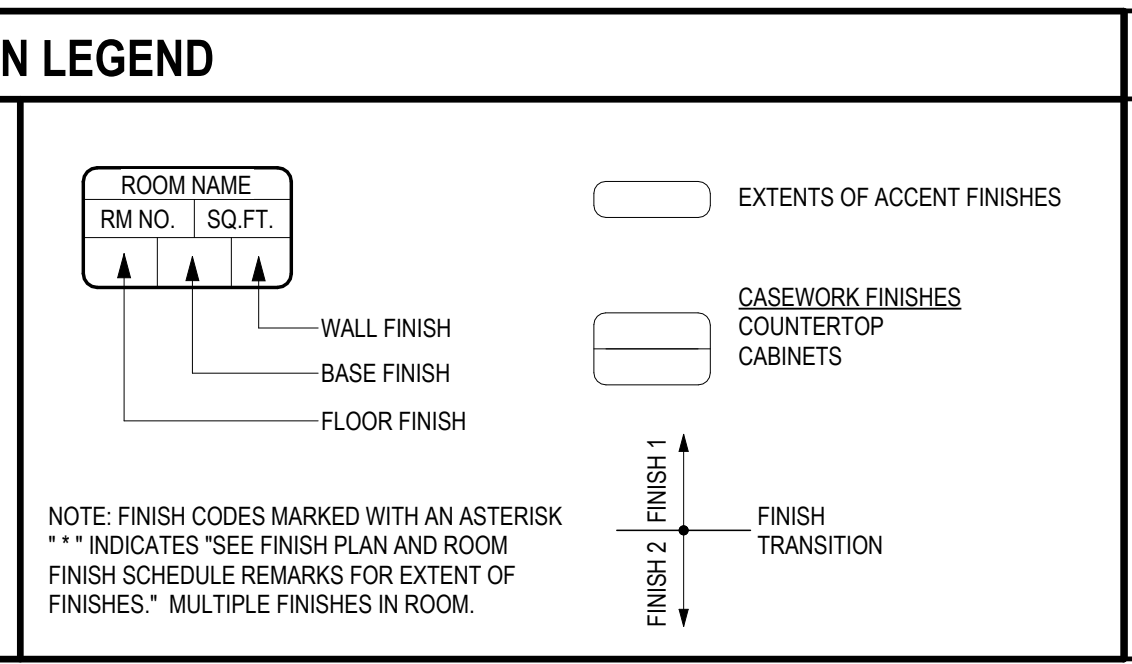 N LEGEND
ROOM NAME
RM NO. SQ.FT.
WALL FINISH
BASE FINISH
FLOOR FINISH
NOTE: FINISH CODES MARKED WITH AN ASTERISK
" * " INDICATES "SEE FINISH PLAN AND ROOM
FINISH SCHEDULE REMARKS FOR EXTENT OF
FINISHES." MULTIPLE FINISHES IN ROOM.
EXTENTS OF ACCENT FINISHES
CASEWORK FINISHES
COUNTERTOP
CABINETS
FINISH 1
FINISH 2
FINISH
TRANSITION